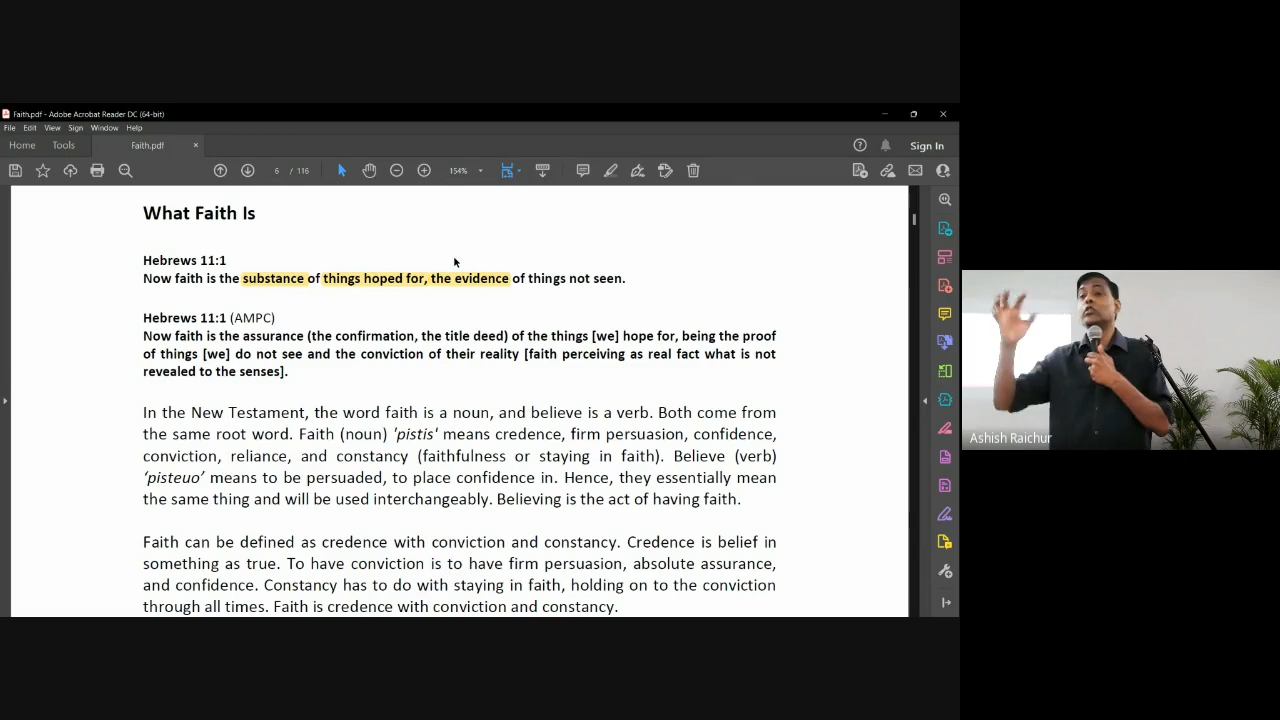 Faith.pdf - Adobe Acrobat Reader DC (64-bit)
File Edit View Sign Window Help
Home Tools Faith.pdf × Sign In
6 / 116 154%
What Faith Is
Hebrews 11:1
Now faith is the substance of things hoped for, the evidence of things not seen.
Hebrews 11:1 (AMPC)
Now faith is the assurance (the confirmation, the title deed) of the things [we] hope for, being the proof
of things [we] do not see and the conviction of their reality [faith perceiving as real fact what is not
revealed to the senses].
In the New Testament, the word faith is a noun, and believe is a verb. Both come from
the same root word. Faith (noun) 'pistis' means credence, firm persuasion, confidence,
conviction, reliance, and constancy (faithfulness or staying in faith). Believe (verb)
‘pisteuo’ means to be persuaded, to place confidence in. Hence, they essentially mean
the same thing and will be used interchangeably. Believing is the act of having faith.
Faith can be defined as credence with conviction and constancy. Credence is belief in
something as true. To have conviction is to have firm persuasion, absolute assurance,
and confidence. Constancy has to do with staying in faith, holding on to the conviction
through all times. Faith is credence with conviction and constancy.
Ashish Raichur